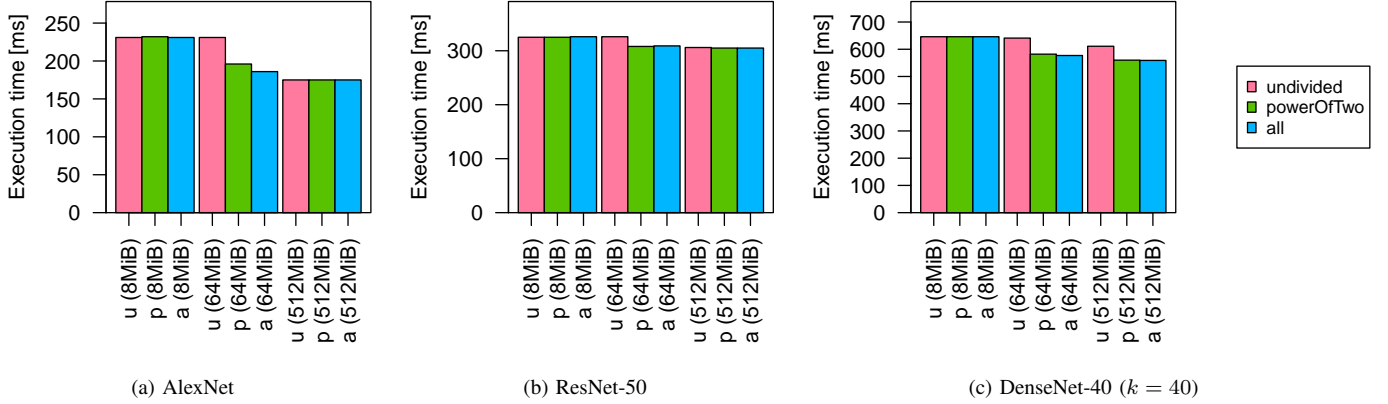 Execution time [ms]
250
200
150
100
50
0
u (8MiB)
p (8MiB)
a (8MiB)
u (64MiB)
p (64MiB)
a (64MiB)
u (512MiB)
p (512MiB)
a (512MiB)
(a) AlexNet
Execution time [ms]
300
200
100
0
u (8MiB)
p (8MiB)
a (8MiB)
u (64MiB)
p (64MiB)
a (64MiB)
u (512MiB)
p (512MiB)
a (512MiB)
(b) ResNet-50
Execution time [ms]
700
600
500
400
300
200
100
0
u (8MiB)
p (8MiB)
a (8MiB)
u (64MiB)
p (64MiB)
a (64MiB)
u (512MiB)
p (512MiB)
a (512MiB)
(c) DenseNet-40 (k = 40)
undivided
powerOfTwo
all